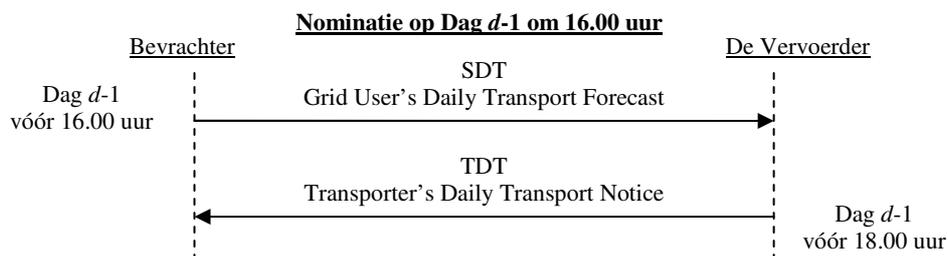 Nominatie op Dag d-1 om 16.00 uur
Bevrachter
De Vervoerder
SDT
Grid User's Daily Transport Forecast
Dag d-1
vóór 16.00 uur
TDT
Transporter's Daily Transport Notice
Dag d-1
vóór 18.00 uur